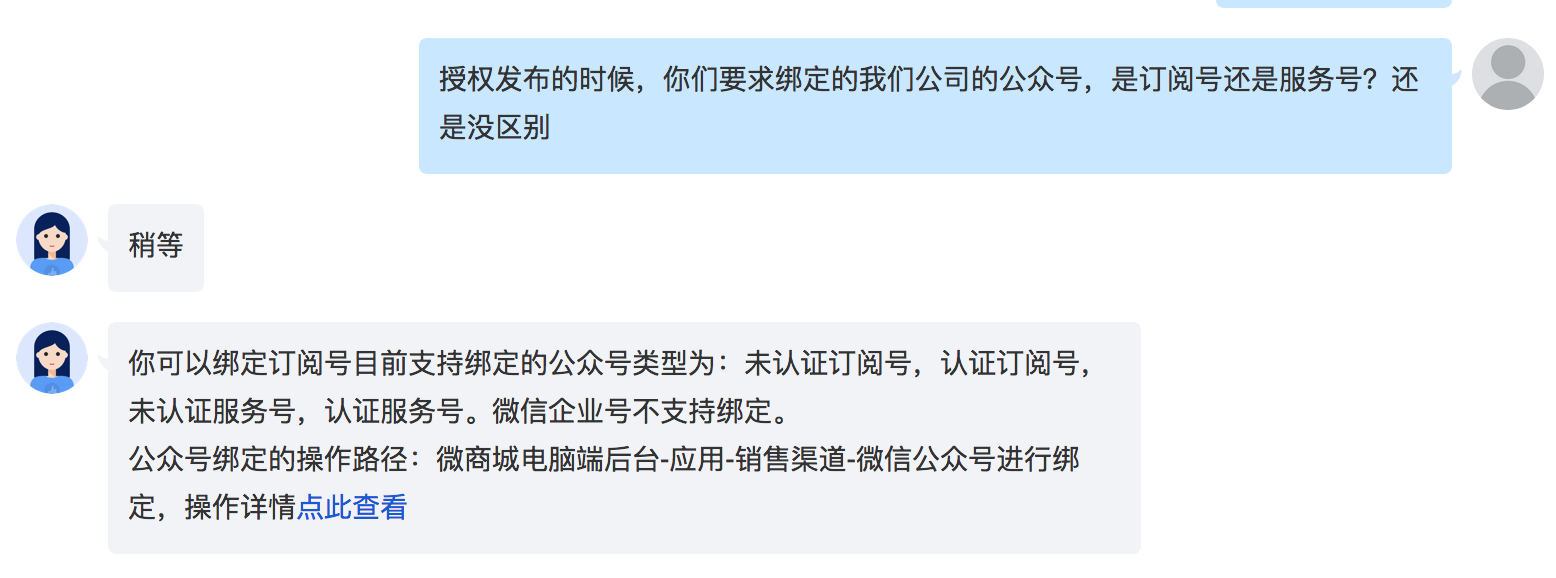 授权发布的时候，你们要求绑定的我们公司的公众号，是订阅号还是服务号？还
是没区别
稍等
你可以绑定订阅号目前支持绑定的公众号类型为：未认证订阅号，认证订阅号，
未认证服务号，认证服务号。微信企业号不支持绑定。
公众号绑定的操作路径：微商城电脑端后台-应用-销售渠道-微信公众号进行绑
定，操作详情点此查看